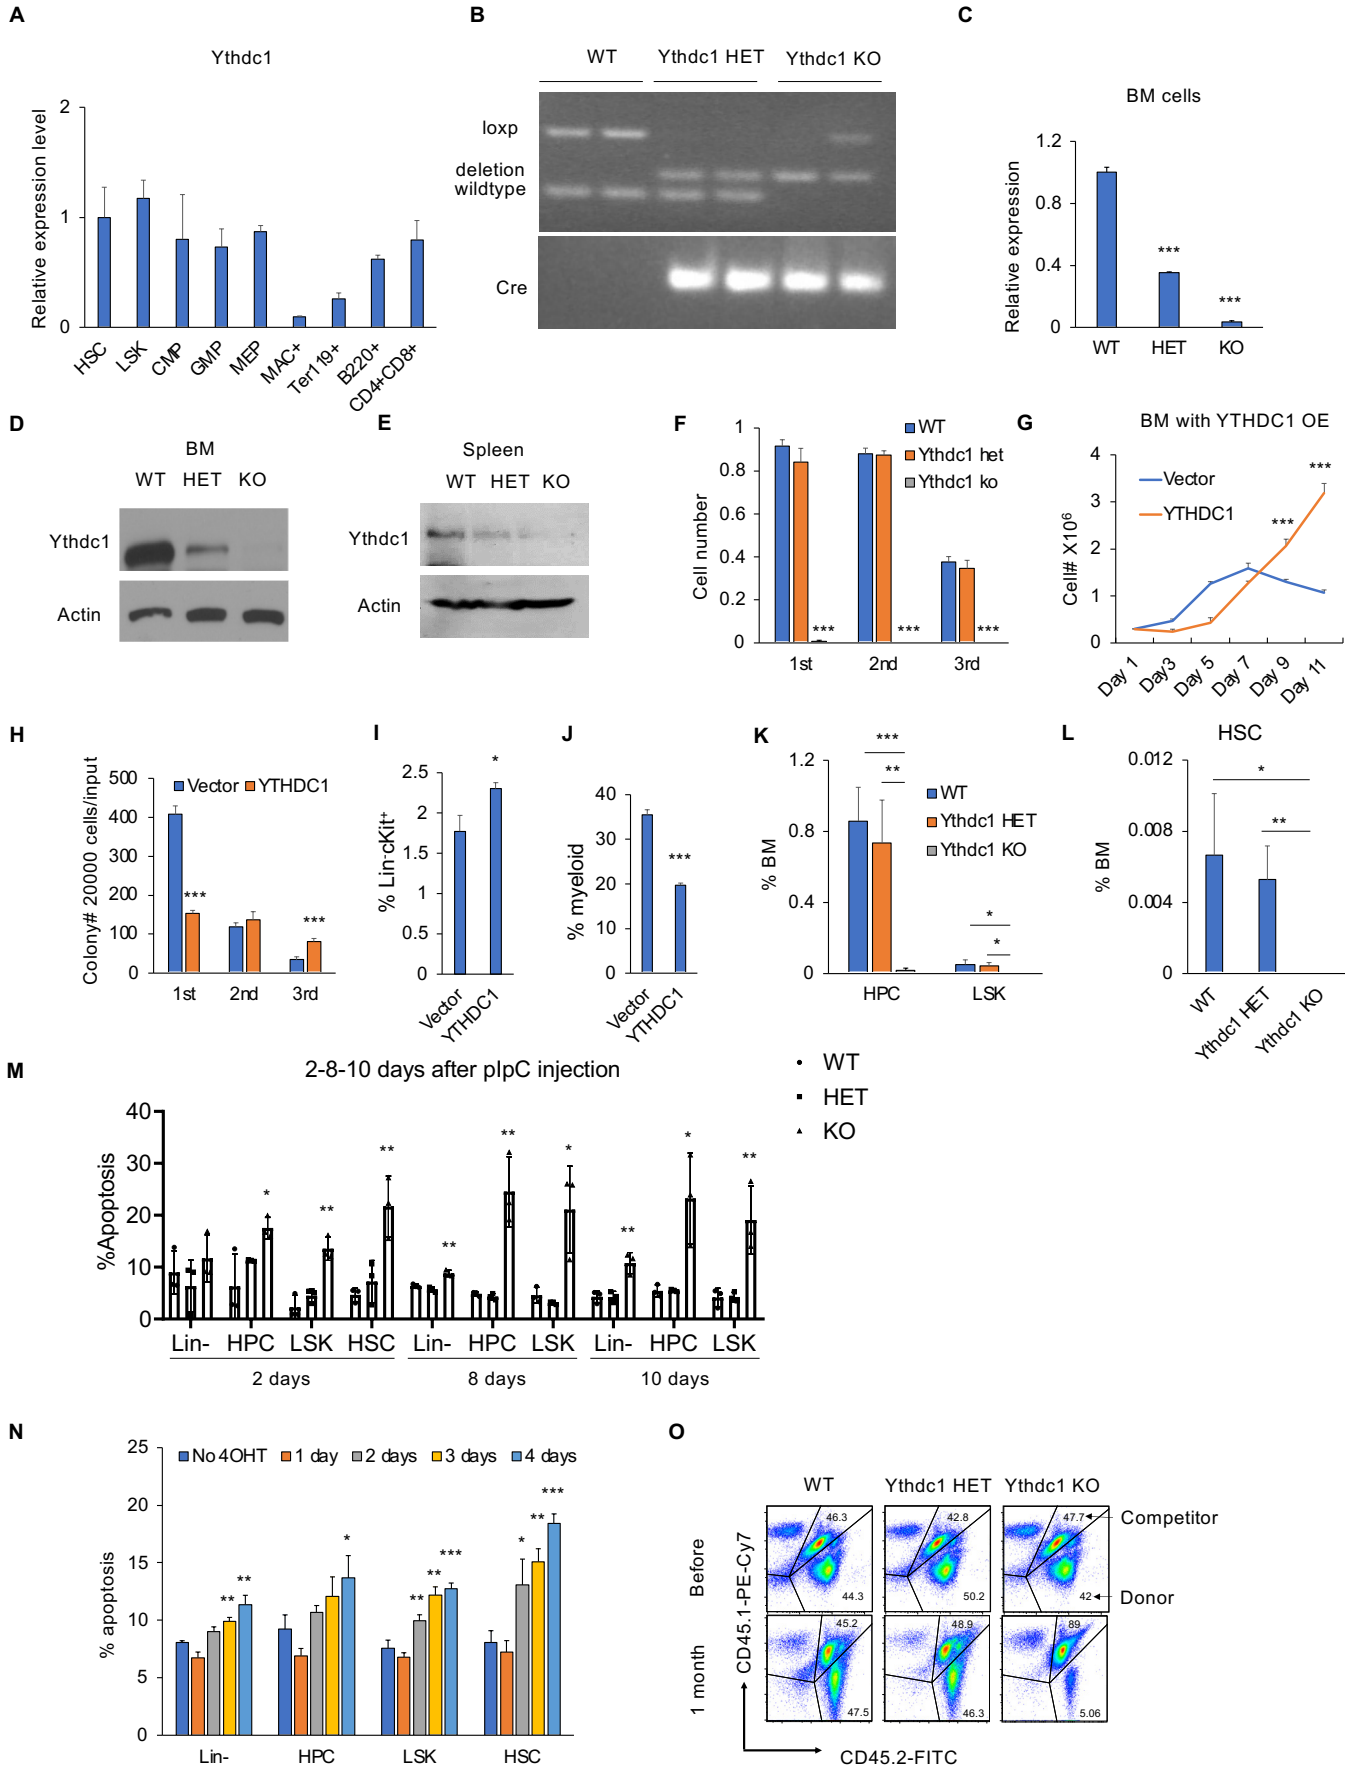 A
Ythdc1
Relative expression level
2
1
0
HSC
LSK
CMP
GMP
MEP
MAC+
Ter119+
B220+
CD4+CD8+
B
WT
Ythdc1 HET
Ythdc1 KO
loxp
deletion
wildtype
Cre
C
BM cells
Relative expression
1.2
0.8
0.4
0
***
***
WT
HET
KO
D
BM
WT HET KO
Ythdc1
Actin
E
Spleen
WT HET KO
Ythdc1
Actin
F
Cell number
1
0.8
0.6
0.4
0.2
0
WT
Ythdc1 het
Ythdc1 ko
***
***
***
1st
2nd
3rd
G
BM with YTHDC1 OE
Cell# X10⁶
4
3
2
1
0
Vector
YTHDC1
***
***
Day 1
Day3
Day 5
Day 7
Day 9
Day 11
H
Colony# 20000 cells/input
500
400
300
200
100
0
Vector
YTHDC1
***
***
1st
2nd
3rd
I
% Lin-cKit⁺
2.5
2
1.5
1
0.5
0
*
Vector
YTHDC1
J
% myeloid
40
30
20
10
0
***
Vector
YTHDC1
K
% BM
1.2
0.8
0.4
0
***
**
WT
Ythdc1 HET
Ythdc1 KO
*
*
HPC
LSK
L
HSC
% BM
0.012
0.008
0.004
0
*
**
WT
Ythdc1 HET
Ythdc1 KO
M
2-8-10 days after pIpC injection
WT
HET
KO
%Apoptosis
40
30
20
10
0
*
**
**
**
**
*
**
*
**
Lin-
HPC
LSK
HSC
Lin-
HPC
LSK
Lin-
HPC
LSK
2 days
8 days
10 days
N
% apoptosis
25
20
15
10
5
0
No 4OHT
1 day
2 days
3 days
4 days
**
**
*
**
**
***
*
**
***
Lin-
HPC
LSK
HSC
O
WT
Ythdc1 HET
Ythdc1 KO
Before
1 month
CD45.1-PE-Cy7
46.3
44.3
42.8
50.2
47.7
42
Competitor
Donor
45.2
47.5
48.9
46.3
89
5.06
CD45.2-FITC